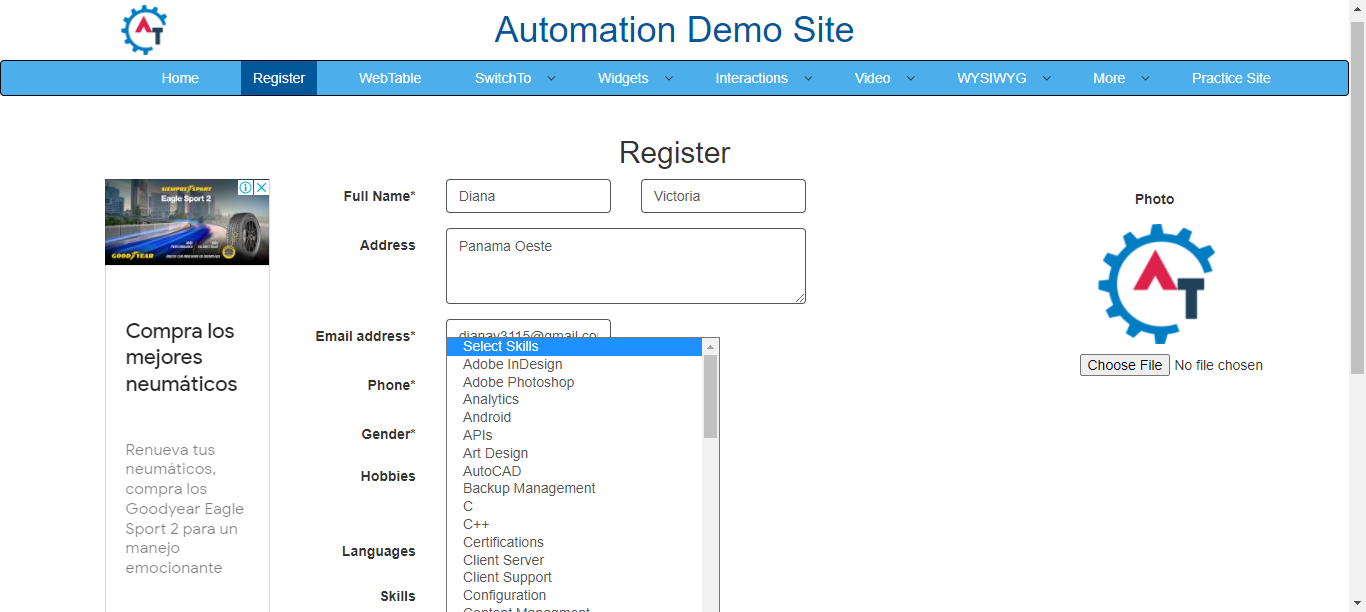 AT
Automation Demo Site
Home Register WebTable SwitchTo Widgets Interactions Video WYSIWYG More Practice Site
Register
SIEMPRE SPORT
Eagle Sport 2
GOODYEAR
Compra los
mejores
neumáticos
Renueva tus
neumáticos,
compra los
Goodyear Eagle
Sport 2 para un
manejo
emocionante
Full Name* Diana Victoria
Address Panama Oeste
Email address* dianav3115@gmail.co
Phone*
Gender*
Hobbies
Languages
Skills
Select Skills
Adobe InDesign
Adobe Photoshop
Analytics
Android
APIs
Art Design
AutoCAD
Backup Management
C
C++
Certifications
Client Server
Client Support
Configuration
Content Managment
Photo
AT
Choose File No file chosen